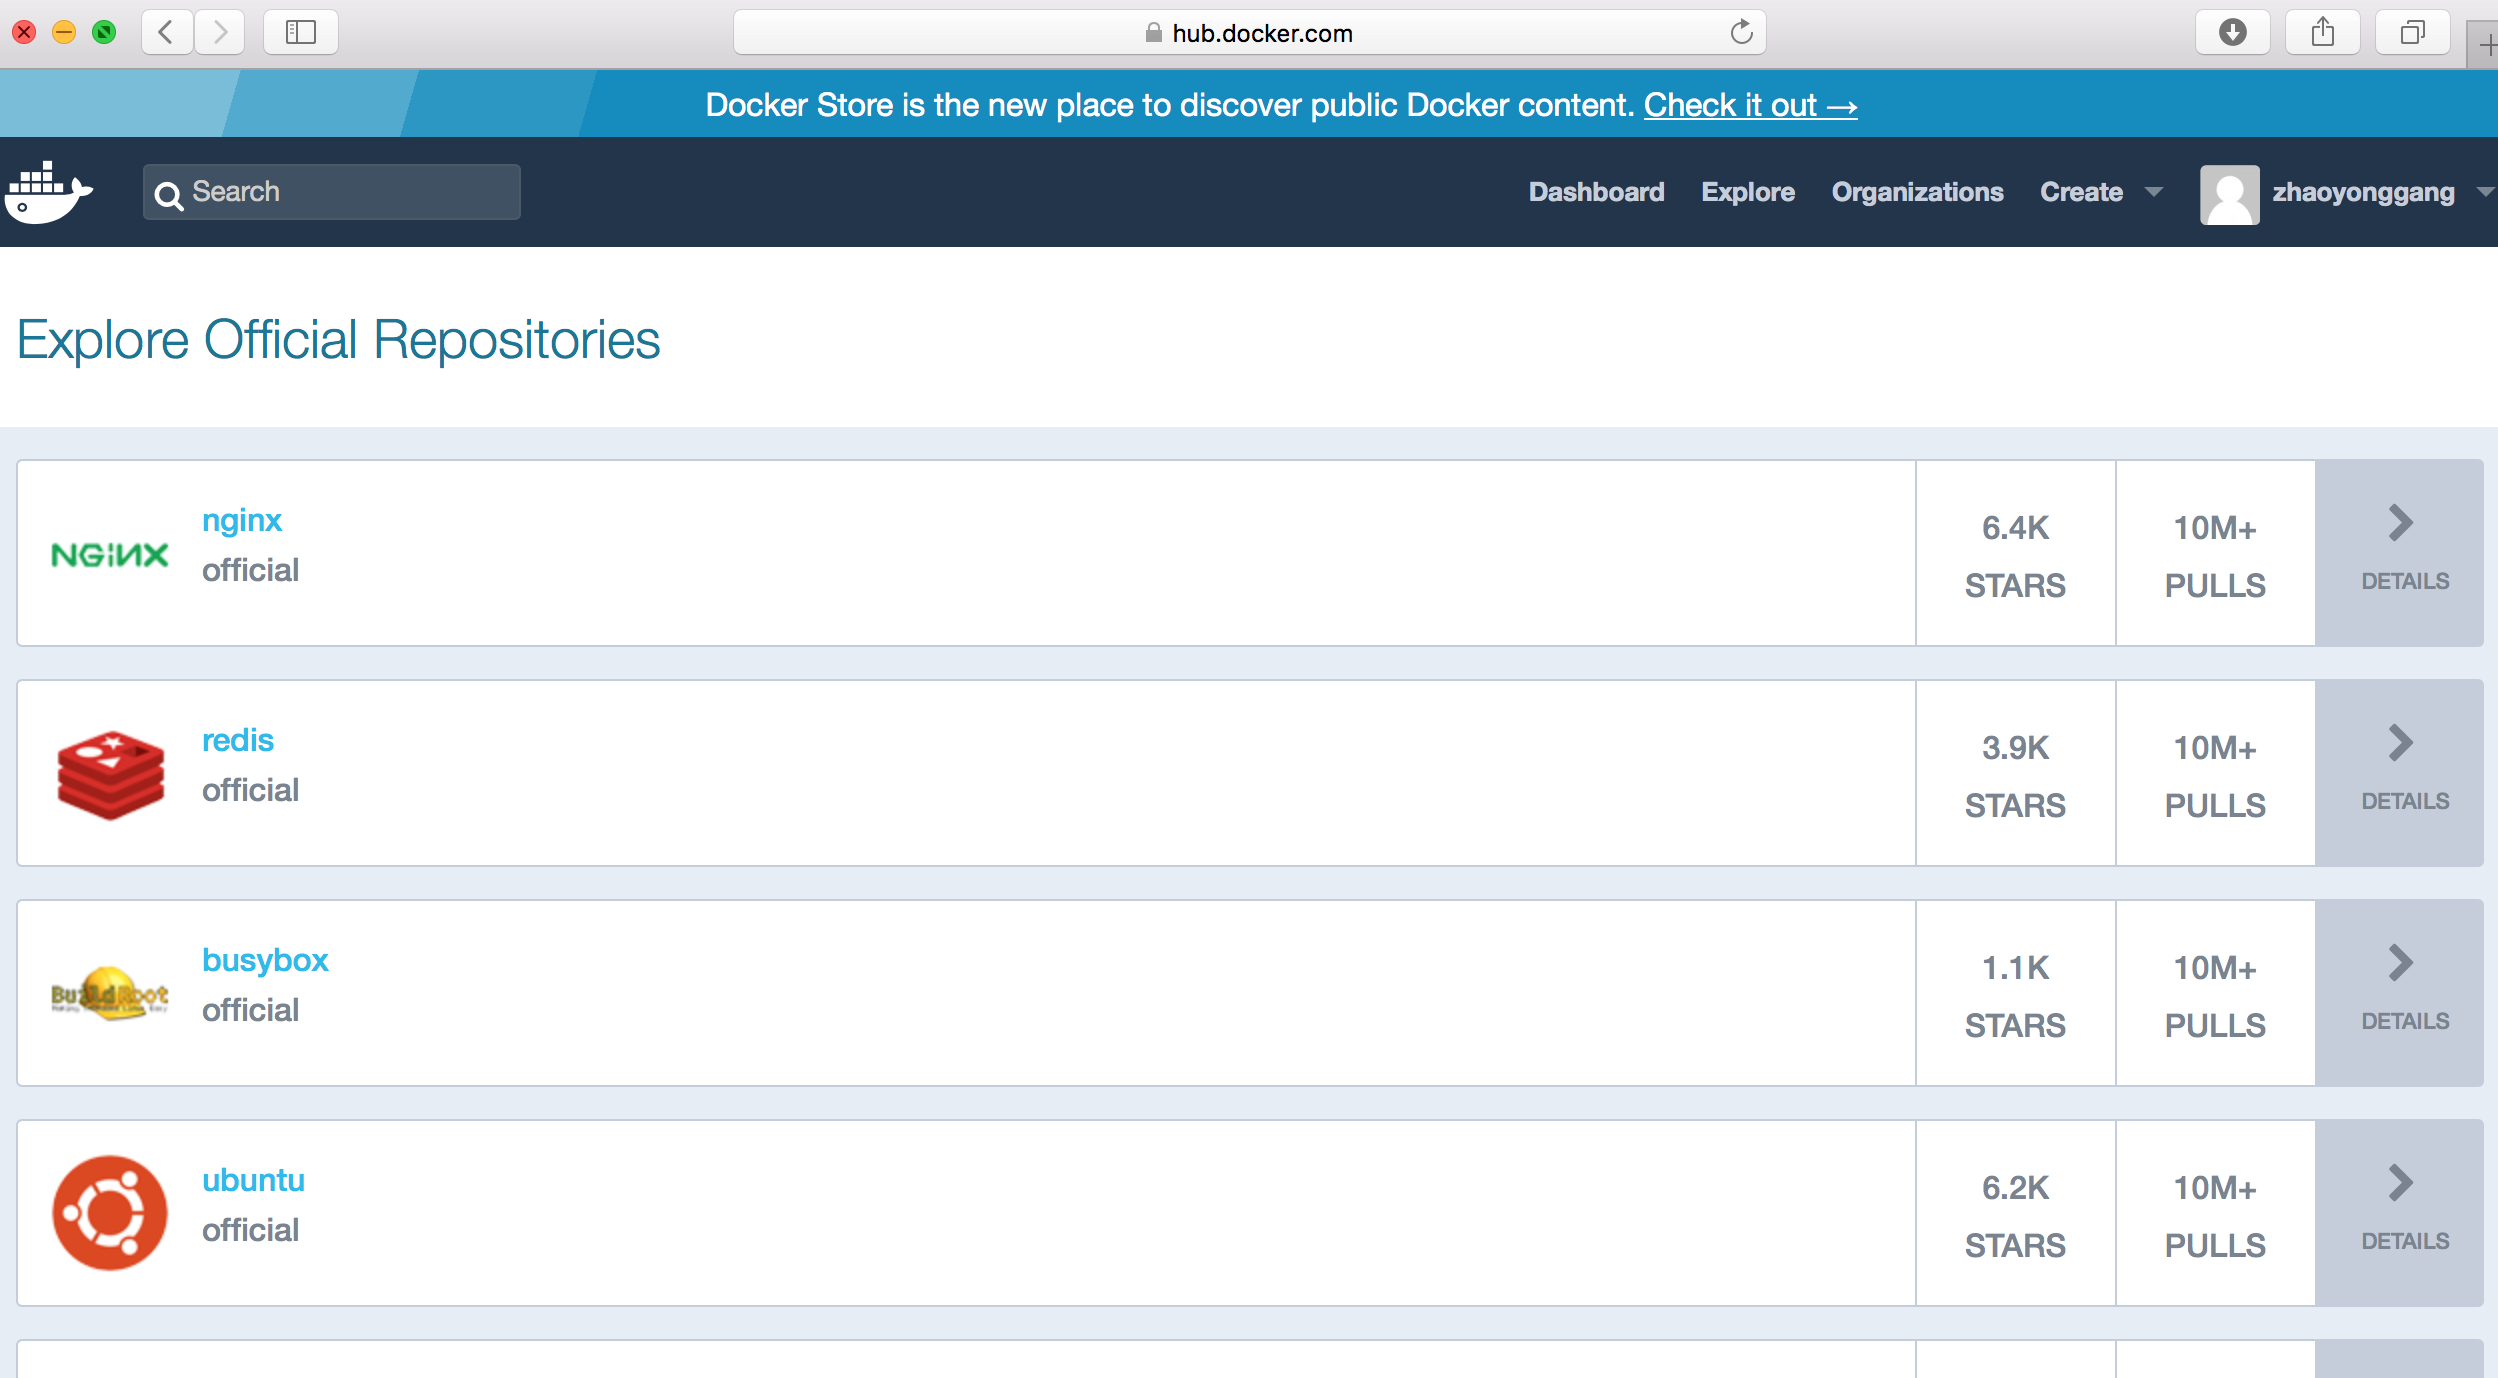 hub.docker.com
Docker Store is the new place to discover public Docker content. Check it out →
Search
Dashboard Explore Organizations Create zhaoyonggang
Explore Official Repositories
NGiNX
nginx
official
6.4K
STARS
10M+
PULLS
DETAILS
redis
official
3.9K
STARS
10M+
PULLS
DETAILS
BuildRoot
busybox
official
1.1K
STARS
10M+
PULLS
DETAILS
ubuntu
official
6.2K
STARS
10M+
PULLS
DETAILS